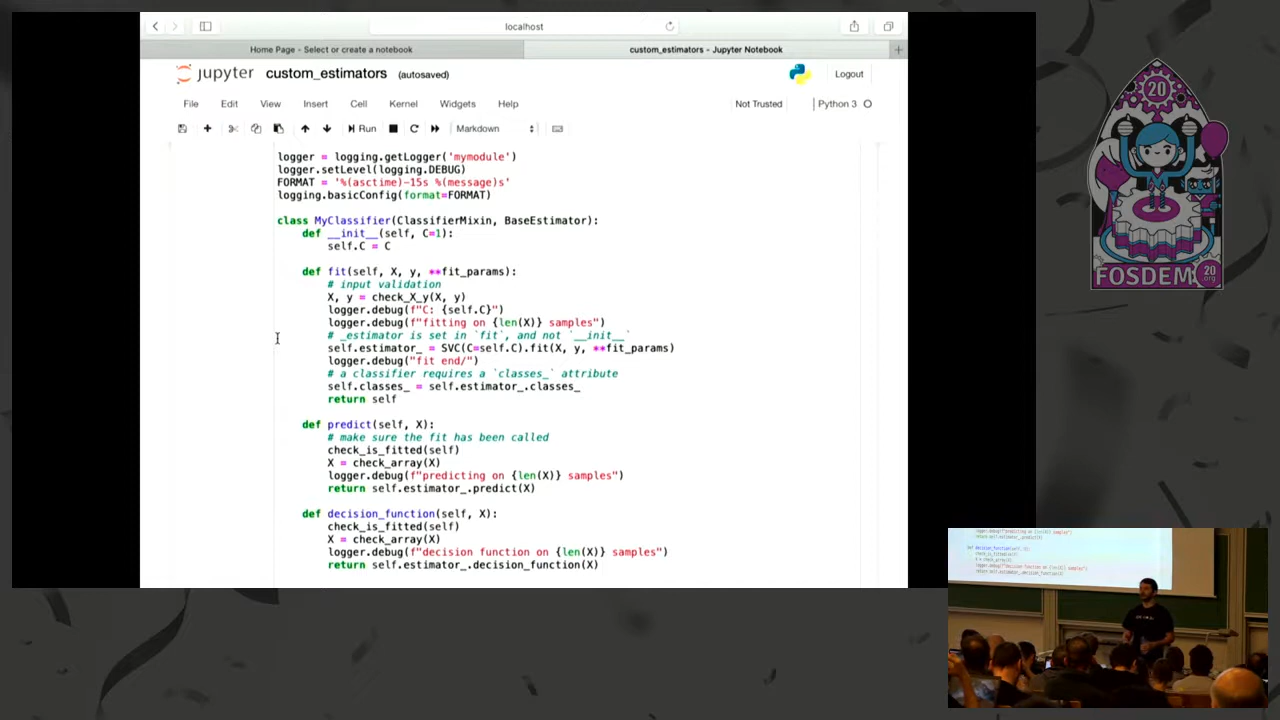 localhost
Home Page - Select or create a notebook
custom_estimators - Jupyter Notebook
jupyter custom_estimators (autosaved)
Logout
File Edit View Insert Cell Kernel Widgets Help
Not Trusted
Python 3
Run
Markdown
logger = logging.getLogger('mymodule')
logger.setLevel(logging.DEBUG)
FORMAT = '%(asctime)-15s %(message)s'
logging.basicConfig(format=FORMAT)
class MyClassifier(ClassifierMixin, BaseEstimator):
def __init__(self, C=1):
self.C = C
def fit(self, X, y, **fit_params):
# input validation
X, y = check_X_y(X, y)
logger.debug(f"C: {self.C}")
logger.debug(f"fitting on {len(X)} samples")
# _estimator is set in `fit`, and not `__init__`
self.estimator_ = SVC(C=self.C).fit(X, y, **fit_params)
logger.debug("fit end/")
# a classifier requires a `classes_` attribute
self.classes_ = self.estimator_.classes_
return self
def predict(self, X):
# make sure the fit has been called
check_is_fitted(self)
X = check_array(X)
logger.debug(f"predicting on {len(X)} samples")
return self.estimator_.predict(X)
def decision_function(self, X):
check_is_fitted(self)
X = check_array(X)
logger.debug(f"decision function on {len(X)} samples")
return self.estimator_.decision_function(X)
20
FOSDEM 20 .org